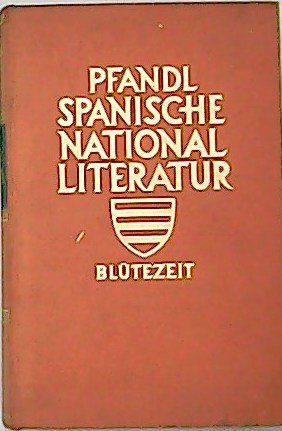 PFANDL
SPANISCHE
NATIONAL
LITERATUR
BLÜTEZEIT